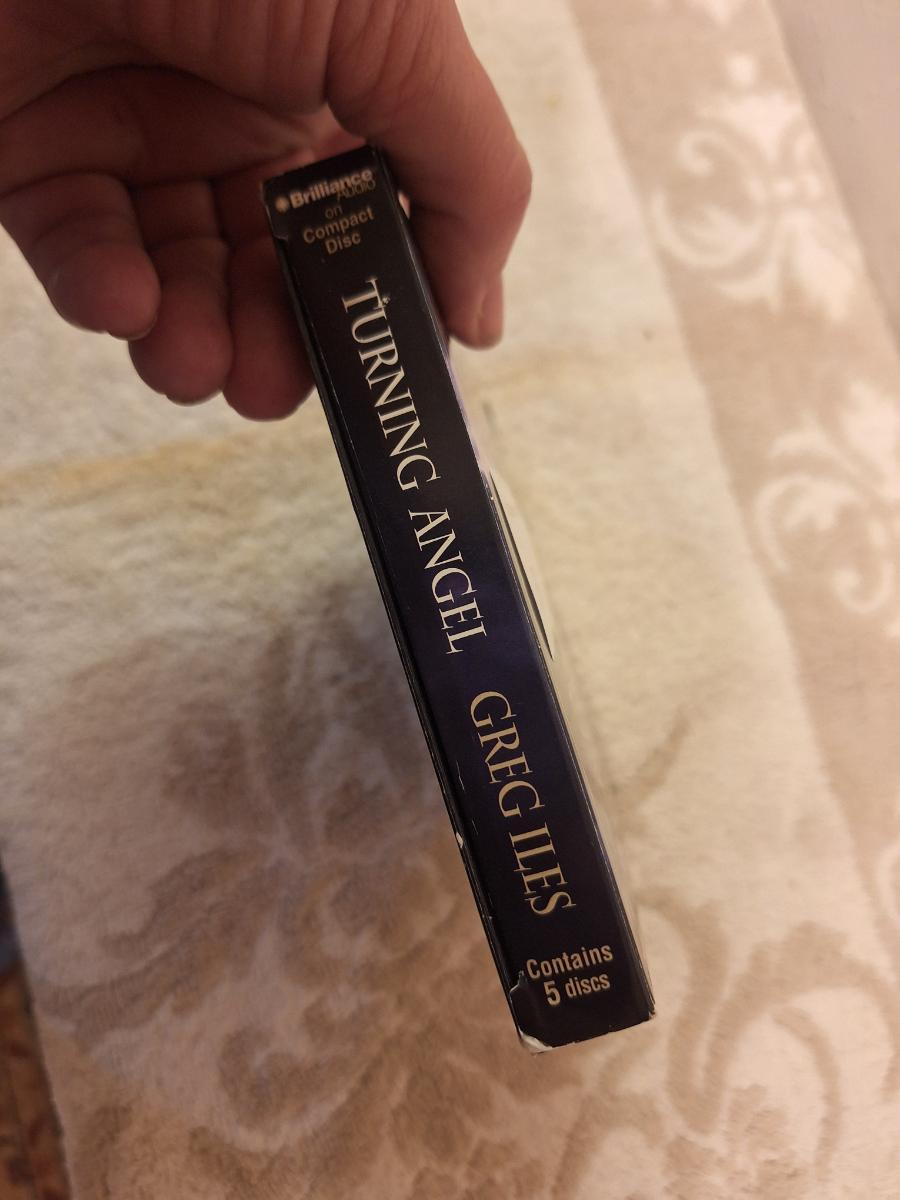 Brilliance
Audio
on
Compact
Disc
TURNING ANGEL
GREG ILES
Contains
5 discs